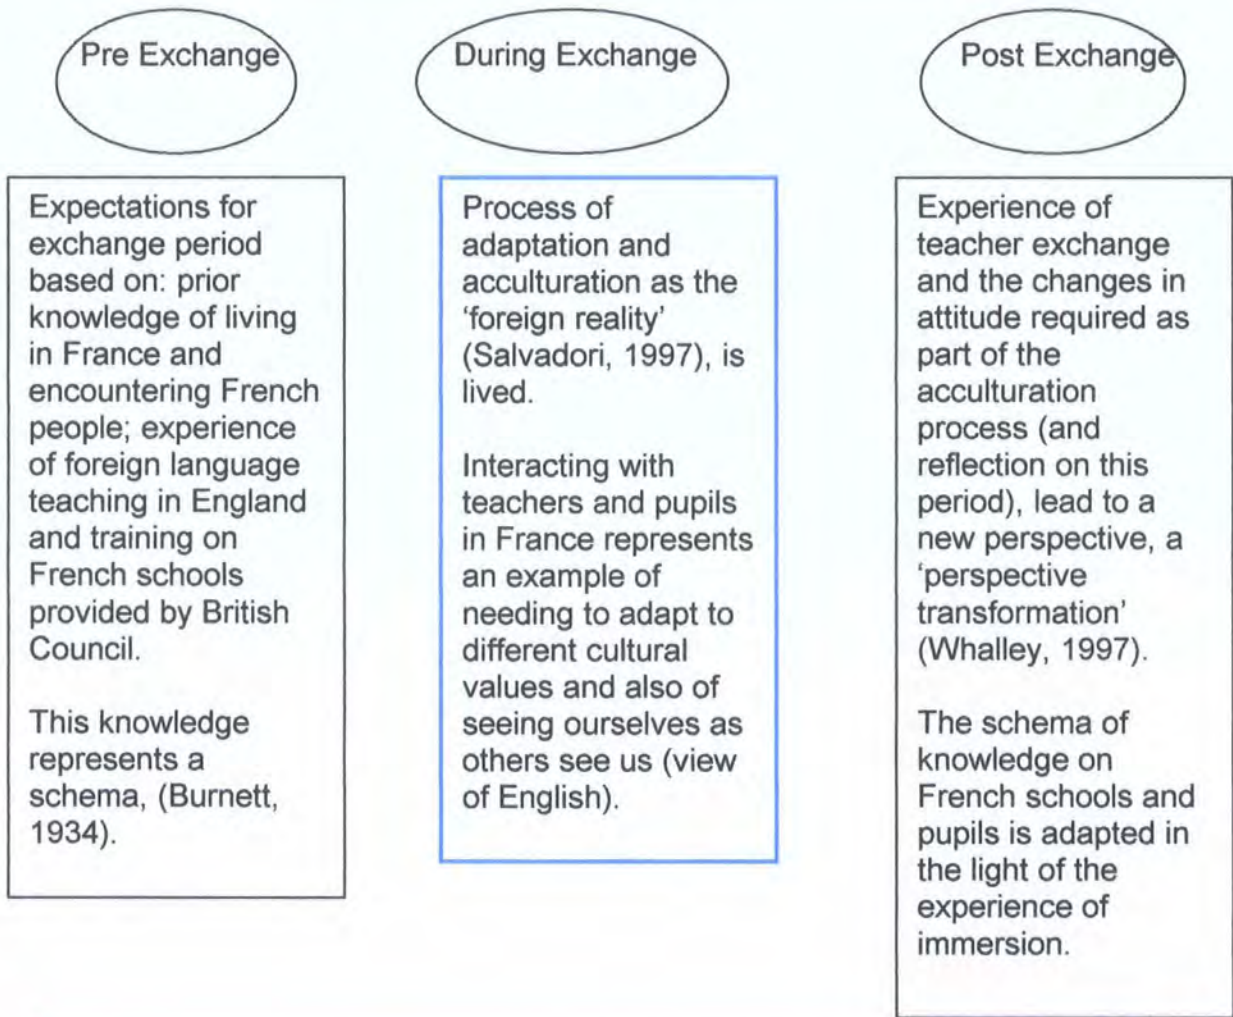 Pre Exchange
During Exchange
Post Exchange
Expectations for
exchange period
based on: prior
knowledge of living
in France and
encountering French
people; experience
of foreign language
teaching in England
and training on
French schools
provided by British
Council.
This knowledge
represents a
schema, (Burnett,
1934).
Process of
adaptation and
acculturation as the
‘foreign reality’
(Salvadori, 1997), is
lived.
Interacting with
teachers and pupils
in France represents
an example of
needing to adapt to
different cultural
values and also of
seeing ourselves as
others see us (view
of English).
Experience of
teacher exchange
and the changes in
attitude required as
part of the
acculturation
process (and
reflection on this
period), lead to a
new perspective, a
‘perspective
transformation’
(Whalley, 1997).
The schema of
knowledge on
French schools and
pupils is adapted in
the light of the
experience of
immersion.